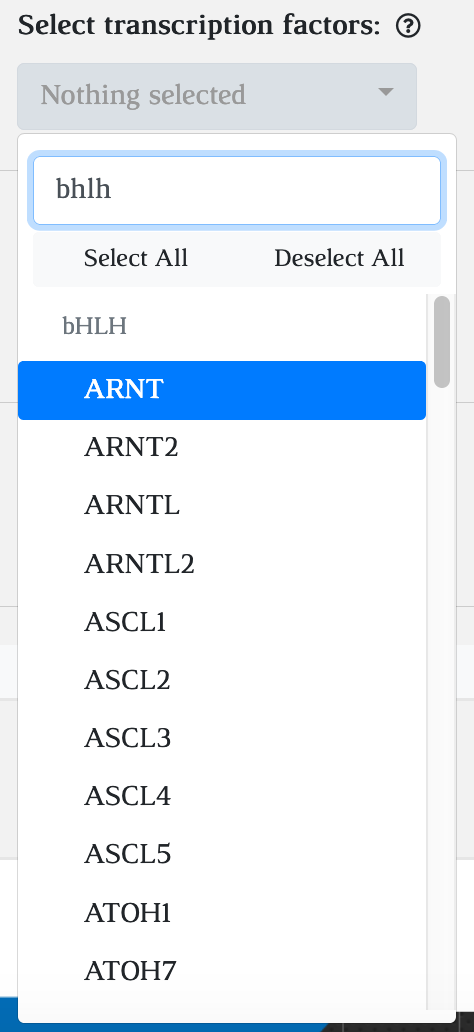 Select transcription factors: ?
Nothing selected
bhlh
Select All Deselect All
bHLH
ARNT
ARNT2
ARNTL
ARNTL2
ASCL1
ASCL2
ASCL3
ASCL4
ASCL5
ATOH1
ATOH7